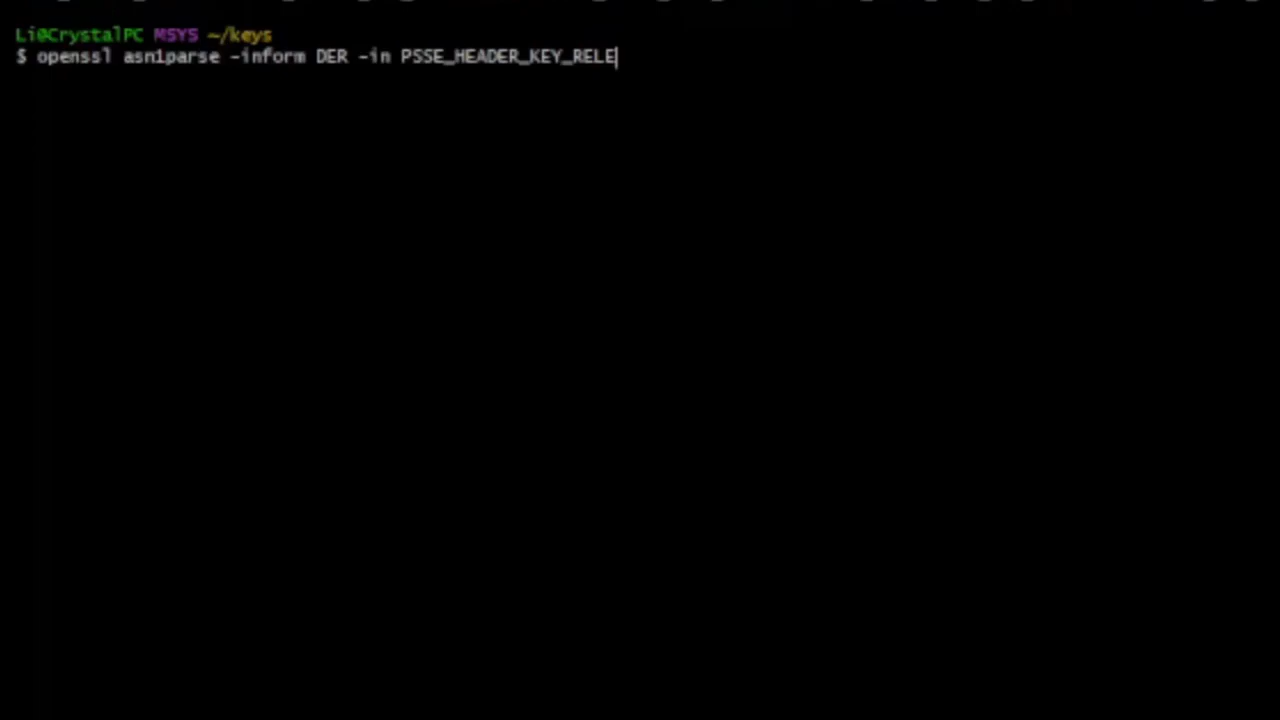 Li@CrystalPC MSYS ~/keys
$ openssl asn1parse -inform DER -in PSSE_HEADER_KEY_RELE